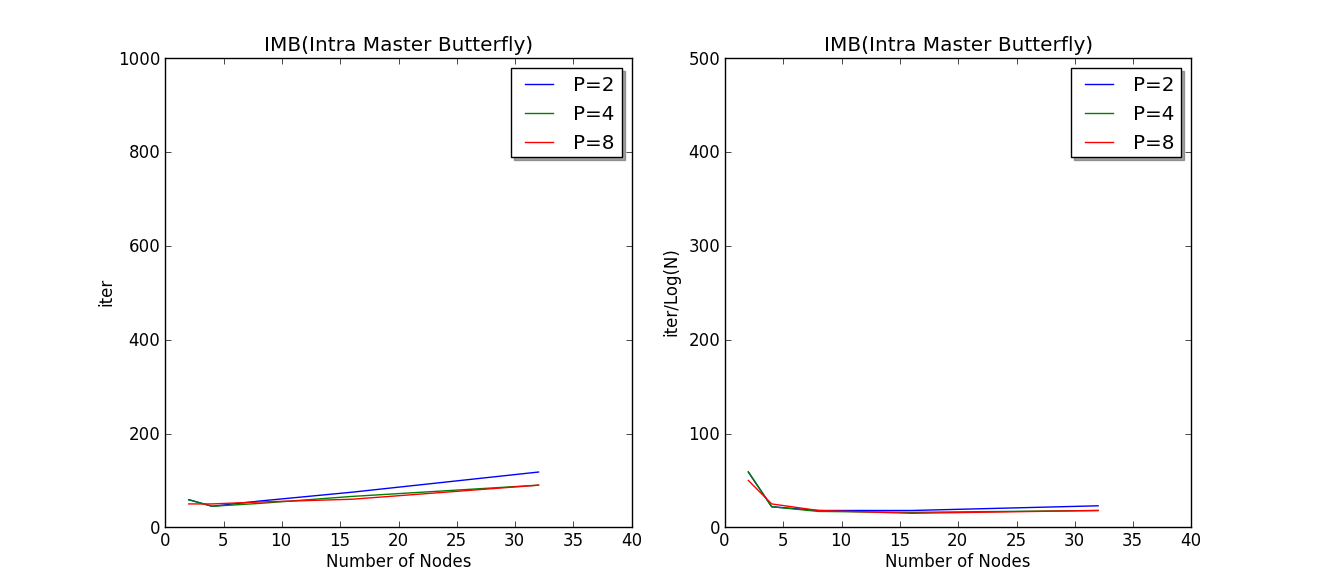 IMB(Intra Master Butterfly)
1000
800
600
400
200
0
iter
P=2
P=4
P=8
0 5 10 15 20 25 30 35 40
Number of Nodes
IMB(Intra Master Butterfly)
500
400
300
200
100
0
iter/Log(N)
P=2
P=4
P=8
0 5 10 15 20 25 30 35 40
Number of Nodes